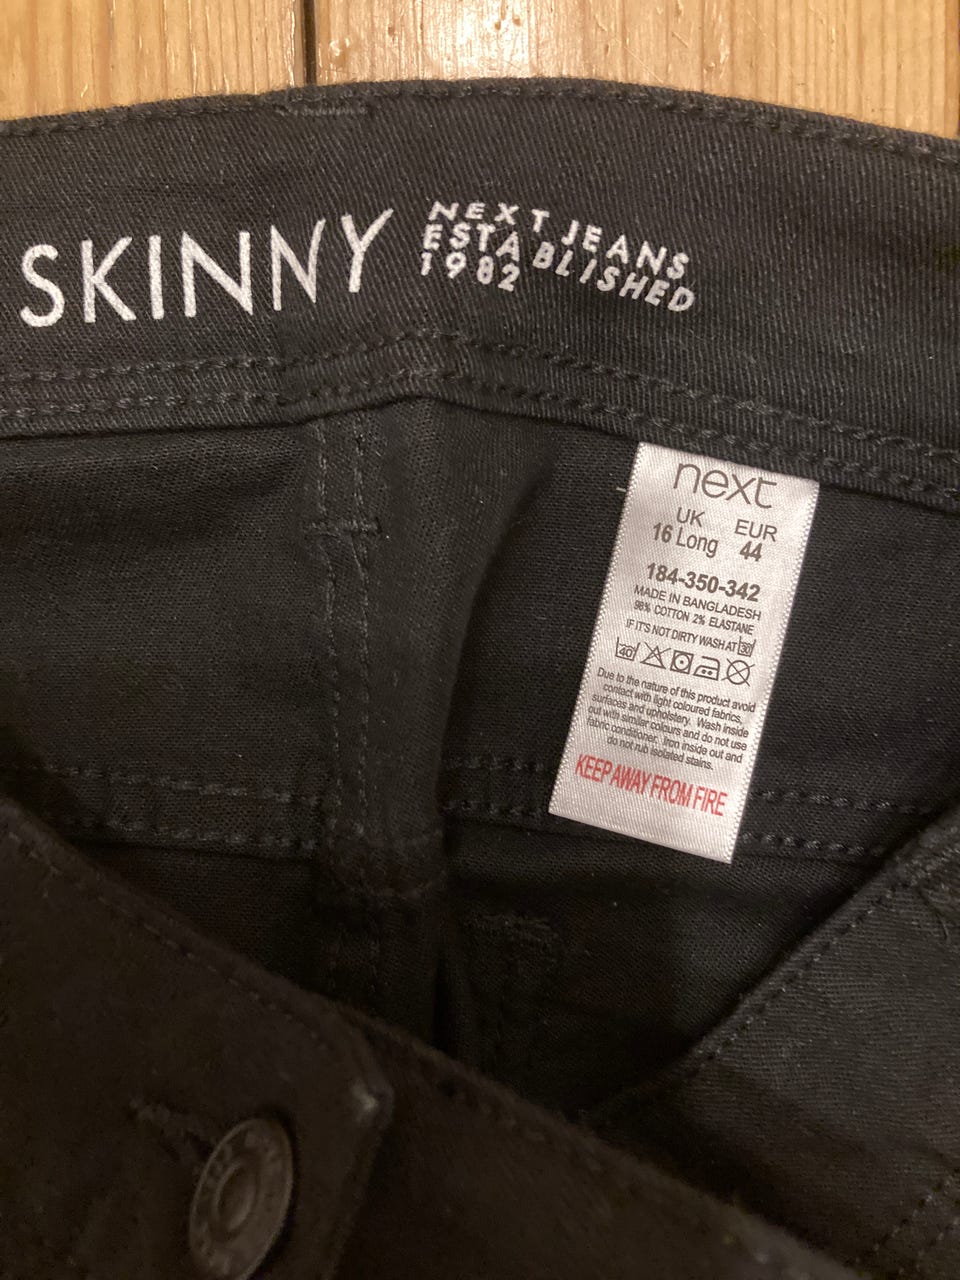 SKINNY
NEXT JEANS
ESTABLISHED
1982
next
UK EUR
16 Long 44
184-350-342
MADE IN BANGLADESH
98% COTTON 2% ELASTANE
IF IT'S NOT DIRTY WASH AT 30
40
Due to the nature of this product avoid
contact with light coloured fabrics,
surfaces and upholstery. Wash inside
out with similar colours and do not use
fabric conditioner. Iron inside out and
do not rub isolated stains.
KEEP AWAY FROM FIRE